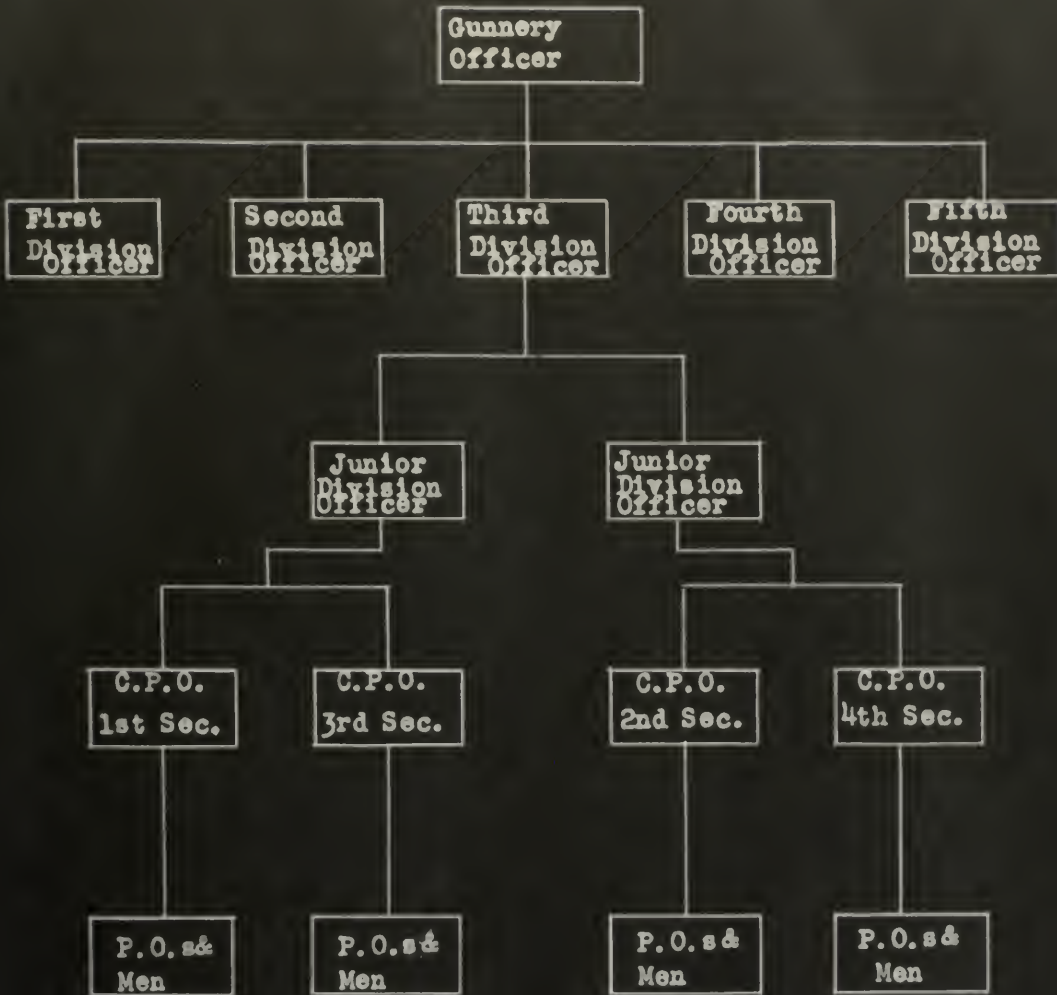 Gunnery
Officer
First
Division
Officer
Second
Division
Officer
Third
Division
Officer
Fourth
Division
Officer
Fifth
Division
Officer
Junior
Division
Officer
Junior
Division
Officer
C.P.O.
1st Sec.
C.P.O.
3rd Sec.
C.P.O.
2nd Sec.
C.P.O.
4th Sec.
P.O.s&
Men
P.O.s&
Men
P.O.s&
Men
P.O.s&
Men